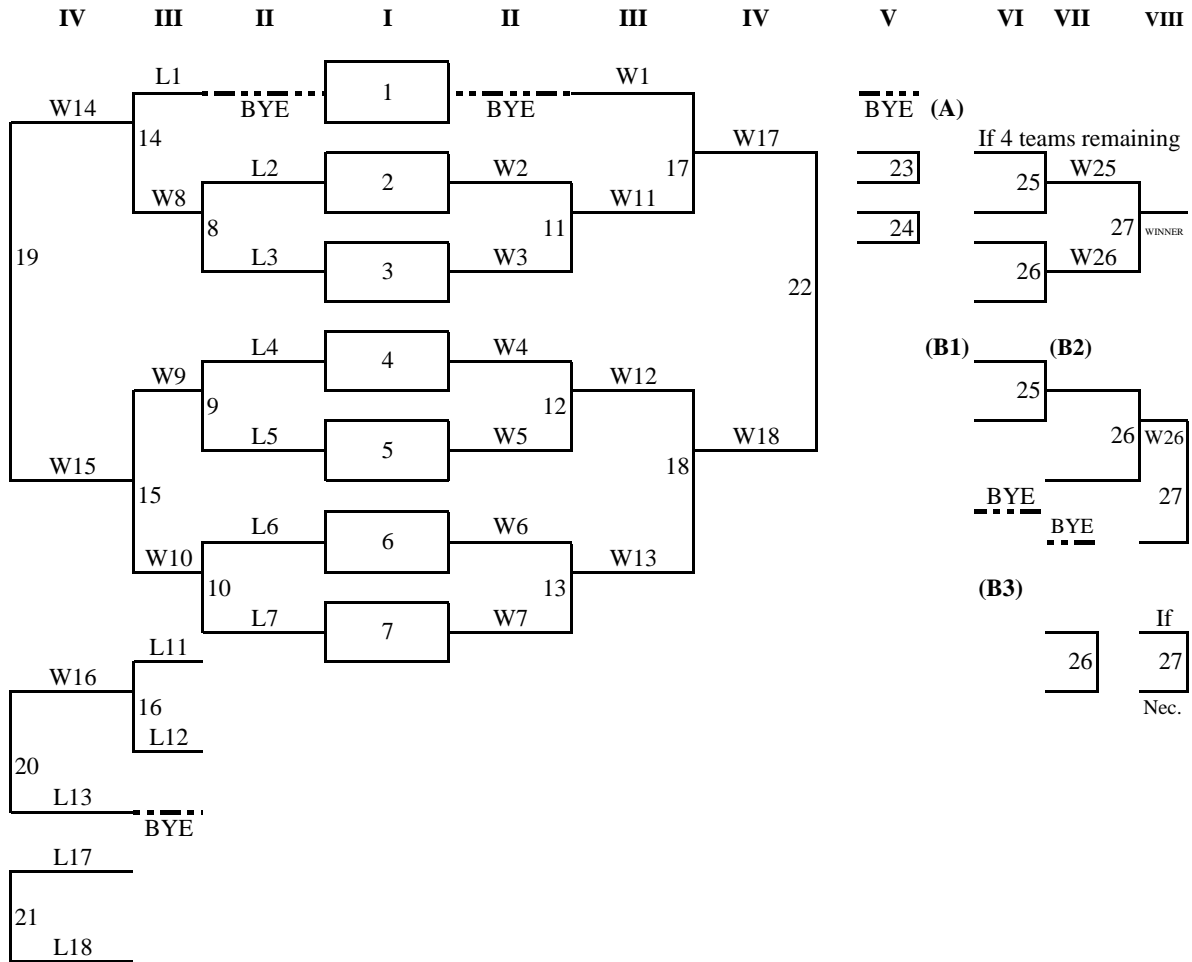 IV III II I II III IV V VI VII VIII
L1 1 W1
BYE BYE BYE (A)
W14
14 If 4 teams remaining
W17
L2 2 W2 17 23 25 W25
W8 W11
8 11 24 27 WINNER
19
L3 3 W3 26 W26
22
L4 4 W4 (B1) (B2)
W9 W12 25
9 12
L5 5 W5 W18 26 W26
W15 18
15 27
BYE
L6 6 W6 BYE
W10 W13
10 13 (B3)
L7 7 W7 If
L11
W16 26 27
16 Nec.
L12
20
L13
BYE
L17
21
L18